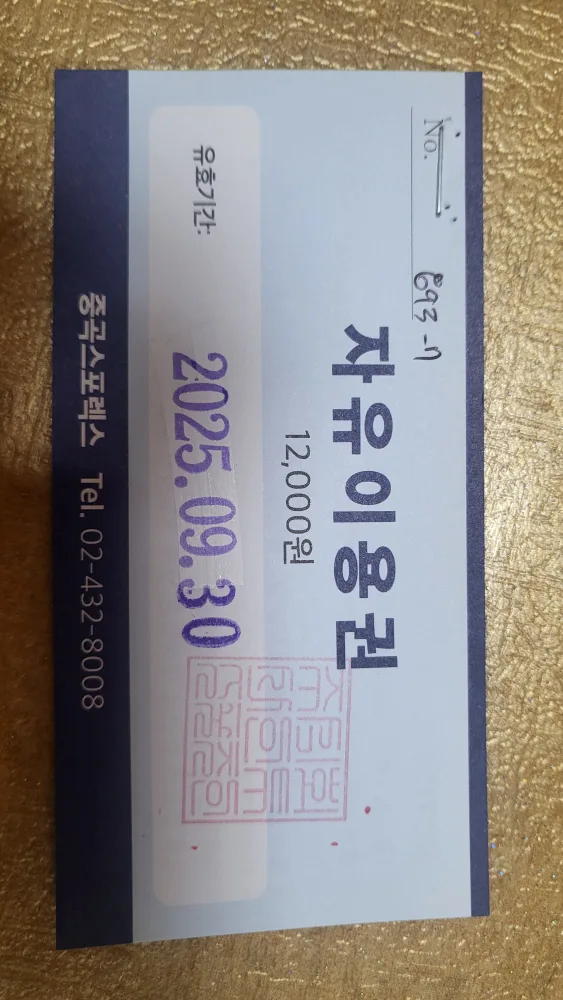 No. 693-7
자유이용권
12,000원
유효기간: 2025.09.30
중곡스포렉스 Tel. 02-432-8008